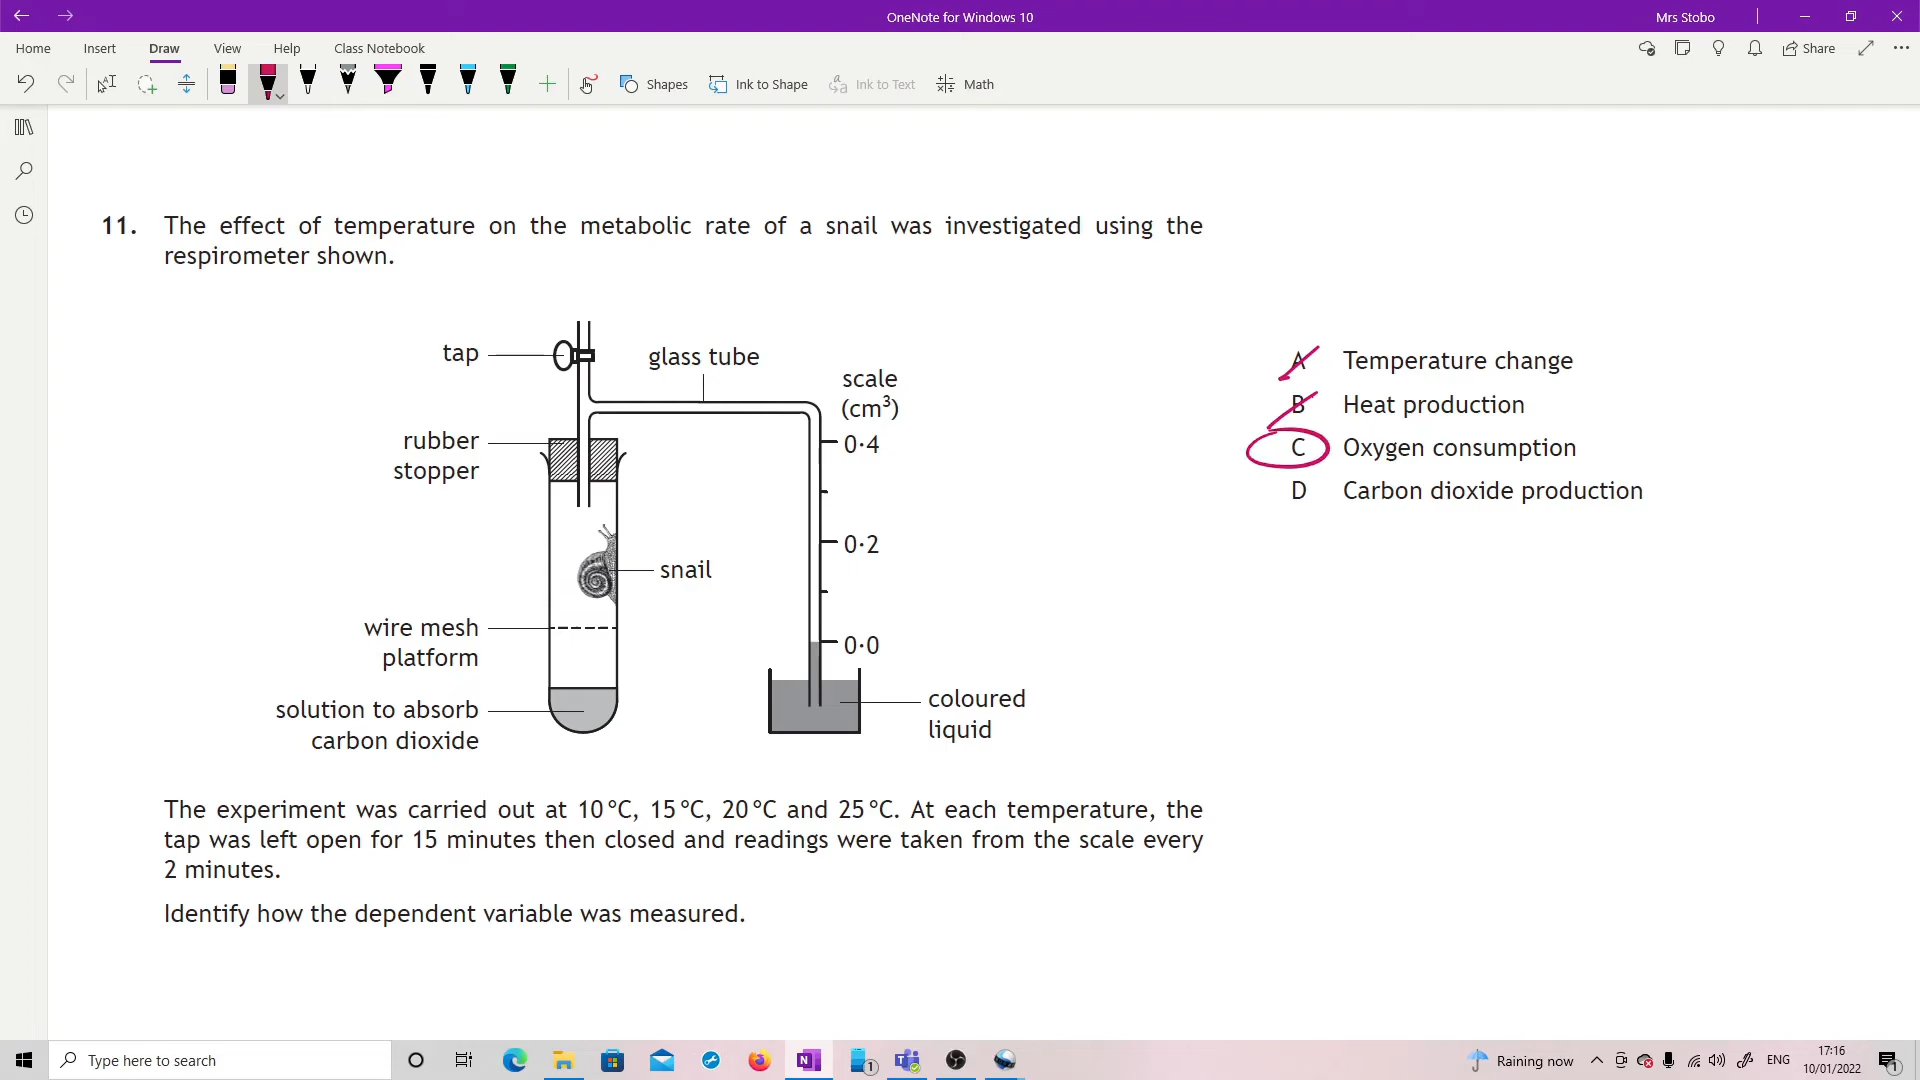 OneNote for Windows 10
Mrs Stobo
Home Insert Draw View Help Class Notebook
Share
Shapes Ink to Shape Ink to Text Math
11. The effect of temperature on the metabolic rate of a snail was investigated using the
respirometer shown.
tap
glass tube
scale
(cm³)
0·4
rubber
stopper
0·2
snail
wire mesh
platform
0·0
solution to absorb
carbon dioxide
coloured
liquid
A Temperature change
B Heat production
C Oxygen consumption
D Carbon dioxide production
The experiment was carried out at 10 °C, 15 °C, 20 °C and 25 °C. At each temperature, the
tap was left open for 15 minutes then closed and readings were taken from the scale every
2 minutes.
Identify how the dependent variable was measured.
Type here to search
Raining now
ENG
17:16
10/01/2022